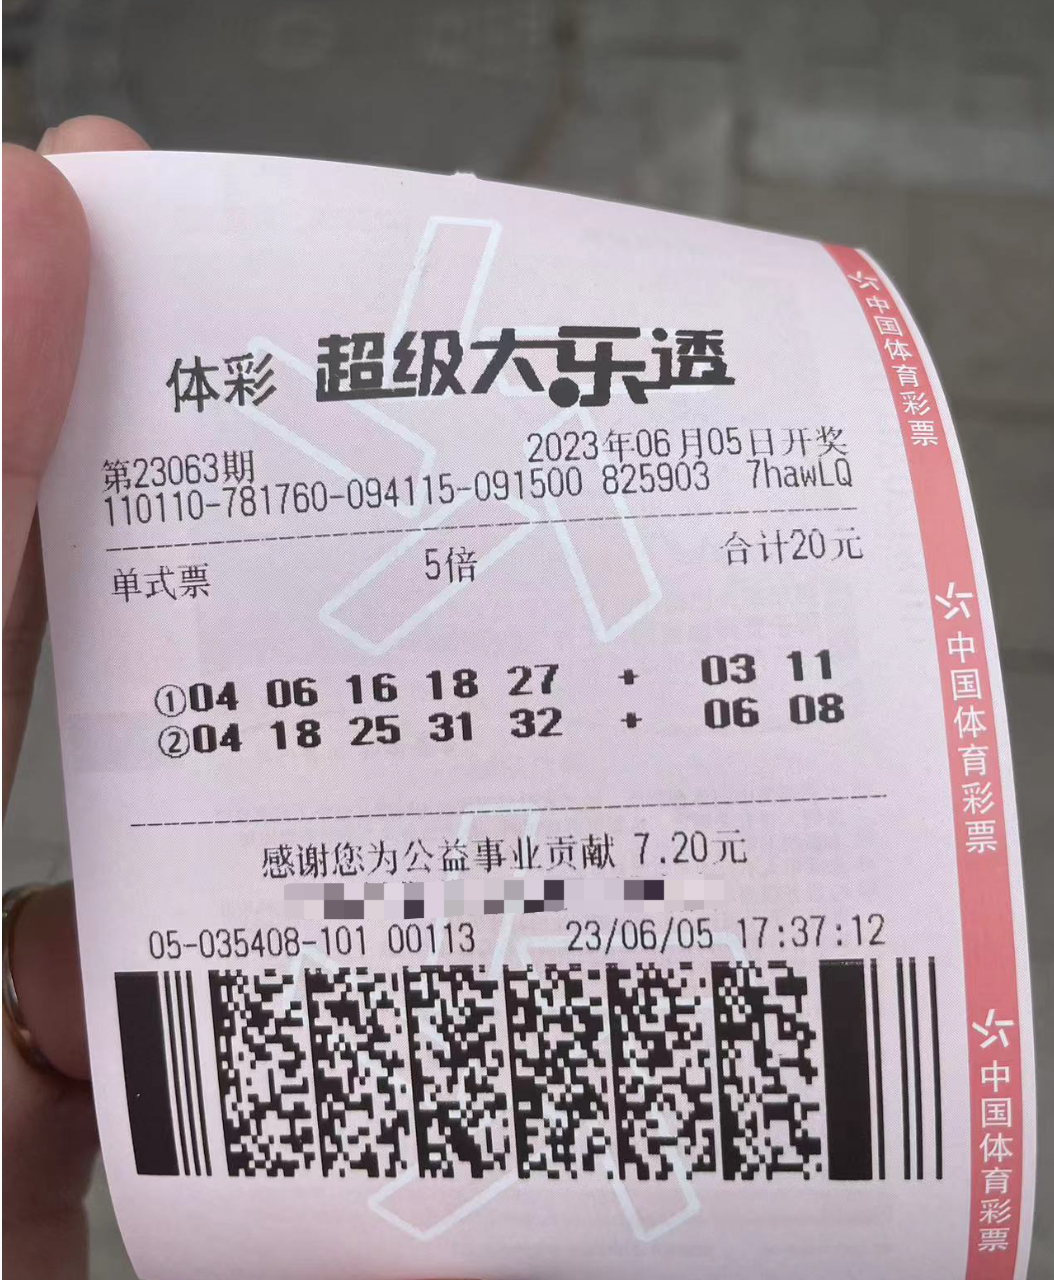 体彩 超级大乐透
第23063期 2023年06月05日开奖
110110-781760-094115-091500 825903 7hawLQ
单式票 5倍 合计20元
①04 06 16 18 27 + 03 11
②04 18 25 31 32 + 06 08
感谢您为公益事业贡献 7.20元
05-035408-101 00113 23/06/05 17:37:12
中国体育彩票
中国体育彩票
中国体育彩票